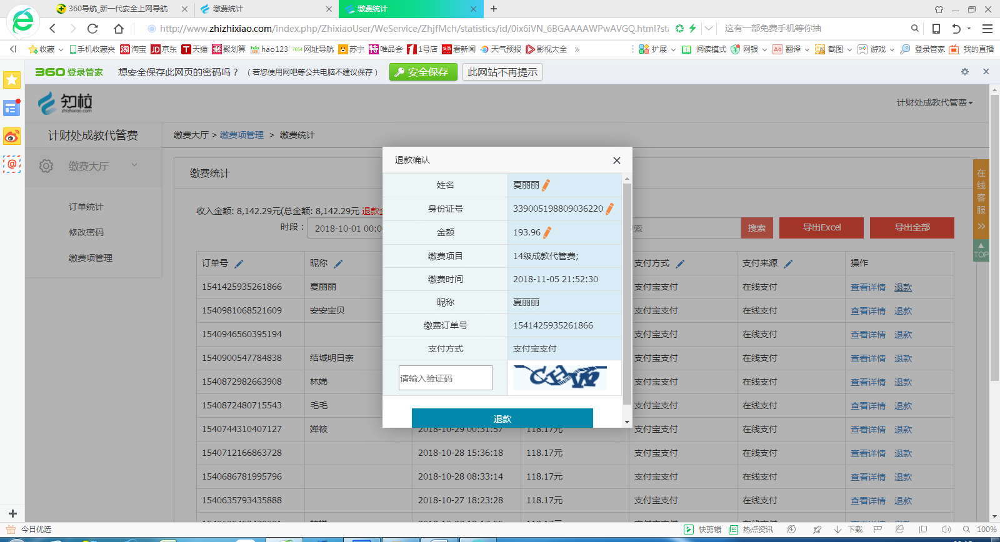 360导航_新一代安全上网导航
缴费统计
缴费统计
http://www.zhizhixiao.com/index.php/ZhixiaoUser/WeService/ZhjfMch/statistics/id/0ix6iVN_6BGAAAAWPwAVGQ.html?st
这有一部免费手机等你抽
收藏 手机收藏夹 淘宝 京东 天猫 聚划算 hao123 网址导航 苏宁 唯品会 1号店 看新闻 天气预报 影视大全 » 扩展 阅读模式 网银 翻译 截图 游戏 登录管家 我的直播
360 登录管家 想安全保存此网页的密码吗？ （若您使用网吧等公共电脑不建议保存） 安全保存 此网站不再提示
知校
zhizhixiao.com
计财处成教代管费
计财处成教代管费
缴费大厅 > 缴费项管理 > 缴费统计
缴费大厅
订单统计
修改密码
缴费项管理
缴费统计
收入金额: 8,142.29元(总金额: 8,142.29元 退款
时段： 2018-10-01 00:0
索 搜索 导出Excel 导出全部
订单号 昵称 支付方式 支付来源 操作
1541425935261866 夏丽丽 支付宝支付 在线支付 查看详情 退款
1540981068521609 安安宝贝 支付宝支付 在线支付 查看详情 退款
1540946560395194 支付宝支付 在线支付 查看详情 退款
1540900547784838 结城明日奈 支付宝支付 在线支付 查看详情 退款
1540872982663908 林娣 支付宝支付 在线支付 查看详情 退款
1540872480715543 毛毛 支付宝支付 在线支付 查看详情 退款
1540744310407127 婵筱 2018-10-29 00:31:57 118.17元 支付宝支付 在线支付 查看详情 退款
1540712166863728 2018-10-28 15:36:18 118.17元 支付宝支付 在线支付 查看详情 退款
1540686781995796 2018-10-28 08:33:14 118.17元 支付宝支付 在线支付 查看详情 退款
1540635793435888 2018-10-27 18:23:28 118.17元 支付宝支付 在线支付 查看详情 退款
退款确认
姓名 夏丽丽
身份证号 339005198809036220
金额 193.96
缴费项目 14级成教代管费;
缴费时间 2018-11-05 21:52:30
昵称 夏丽丽
缴费订单号 1541425935261866
支付方式 支付宝支付
请输入验证码
退款
在线客服
»
TOP
今日优选
快剪辑 热点资讯 下载 100%